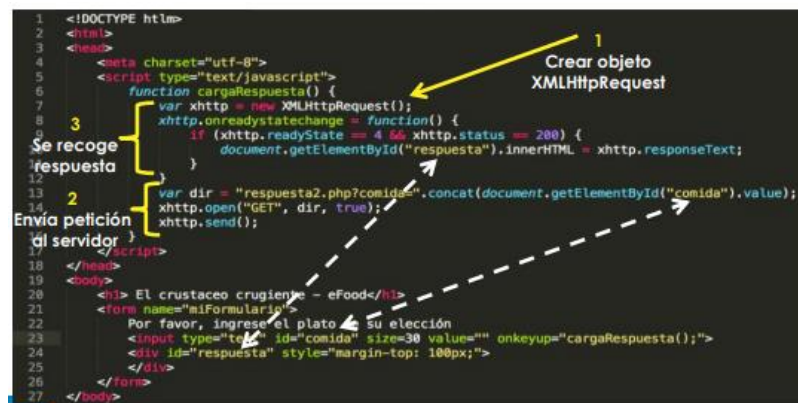 1 <!DOCTYPE htlm>
2 <html>
3 <head>
4 <meta charset="utf-8">
5 <script type="text/javascript">
6 function cargaRespuesta() {
7 var xhttp = new XMLHttpRequest();
8 xhttp.onreadystatechange = function() {
9 if (xhttp.readyState == 4 && xhttp.status == 200) {
document.getElementById("respuesta").innerHTML = xhttp.responseText;
}
12 }
13 var dir = "respuesta2.php?comida=".concat(document.getElementById("comida").value);
14 xhttp.open("GET", dir, true);
xhttp.send();
}
17 </script>
18 </head>
19 <body>
20 <h1> El crustaceo crugiente - eFood</h1>
21 <form name="miFormulario">
22 Por favor, ingrese el plato su elección
23 <input type="te" id="comida" size=30 value="" onkeyup="cargaRespuesta();">
24 <div id="respuesta" style="margin-top: 100px;">
25 </div>
26 </form>
27 </body>
1
Crear objeto
XMLHttpRequest
3
Se recoge
respuesta
2
Envía petición
al servidor